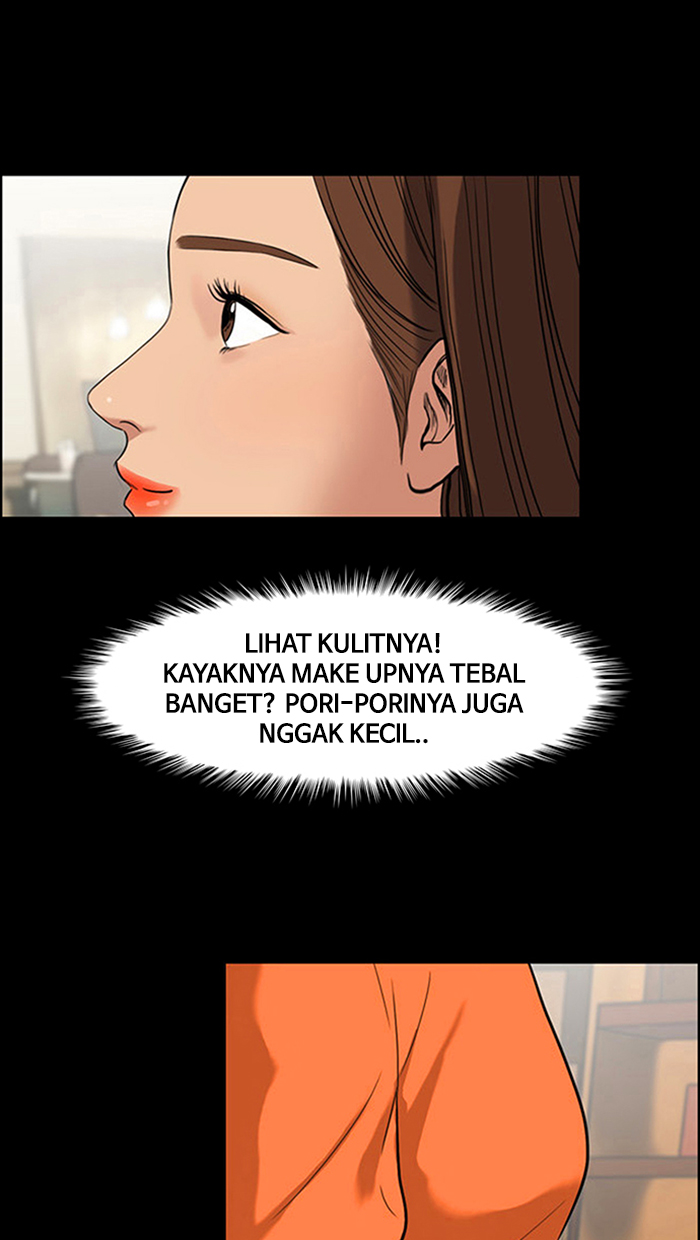 LIHAT KULITNYA!
KAYAKNYA MAKE UPNYA TEBAL
BANGET? PORI-PORINYA JUGA
NGGAK KECIL..